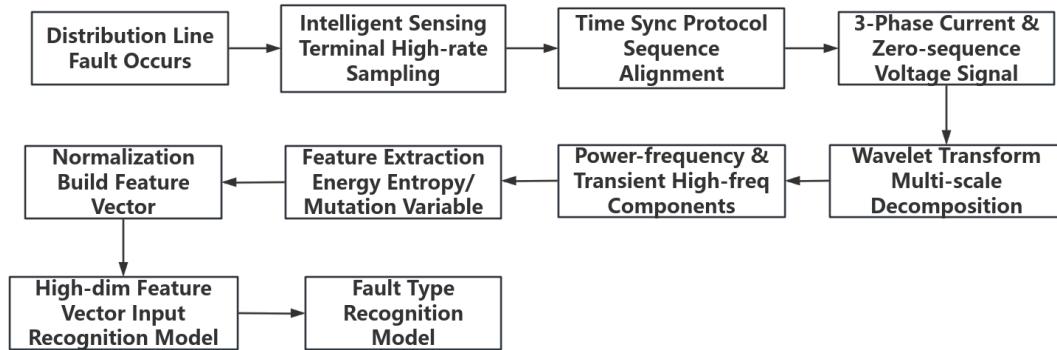 Distribution Line
Fault Occurs
Intelligent Sensing
Terminal High-rate
Sampling
Time Sync Protocol
Sequence
Alignment
3-Phase Current &
Zero-sequence
Voltage Signal
Wavelet Transform
Multi-scale
Decomposition
Power-frequency &
Transient High-freq
Components
Feature Extraction
Energy Entropy/
Mutation Variable
Normalization
Build Feature
Vector
High-dim Feature
Vector Input
Recognition Model
Fault Type
Recognition
Model